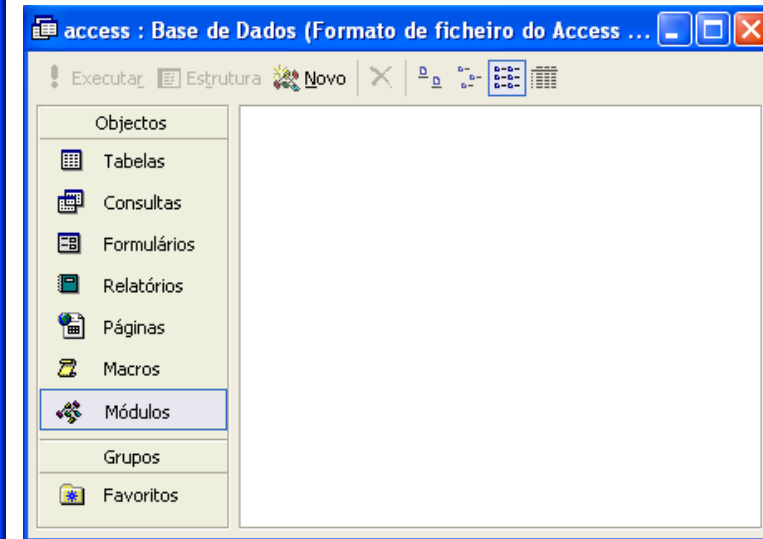 access : Base de Dados (Formato de ficheiro do Access ...
Executar Estrutura Novo
Objectos
Tabelas
Consultas
Formulários
Relatórios
Páginas
Macros
Módulos
Grupos
Favoritos